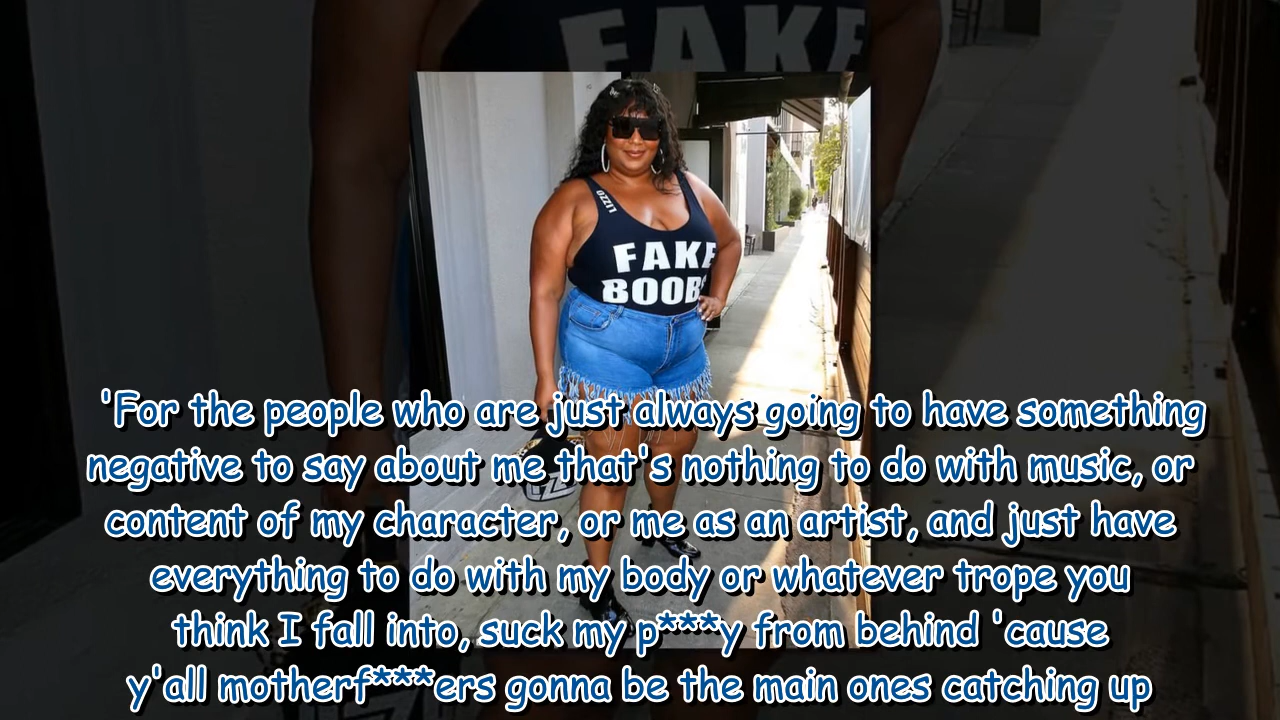 FAKE
LIZZO
FAKE
BOOBS
'For the people who are just always going to have something
negative to say about me that's nothing to do with music, or
content of my character, or me as an artist, and just have
everything to do with my body or whatever trope you
think I fall into, suck my p***y from behind 'cause
y'all motherf***ers gonna be the main ones catching up